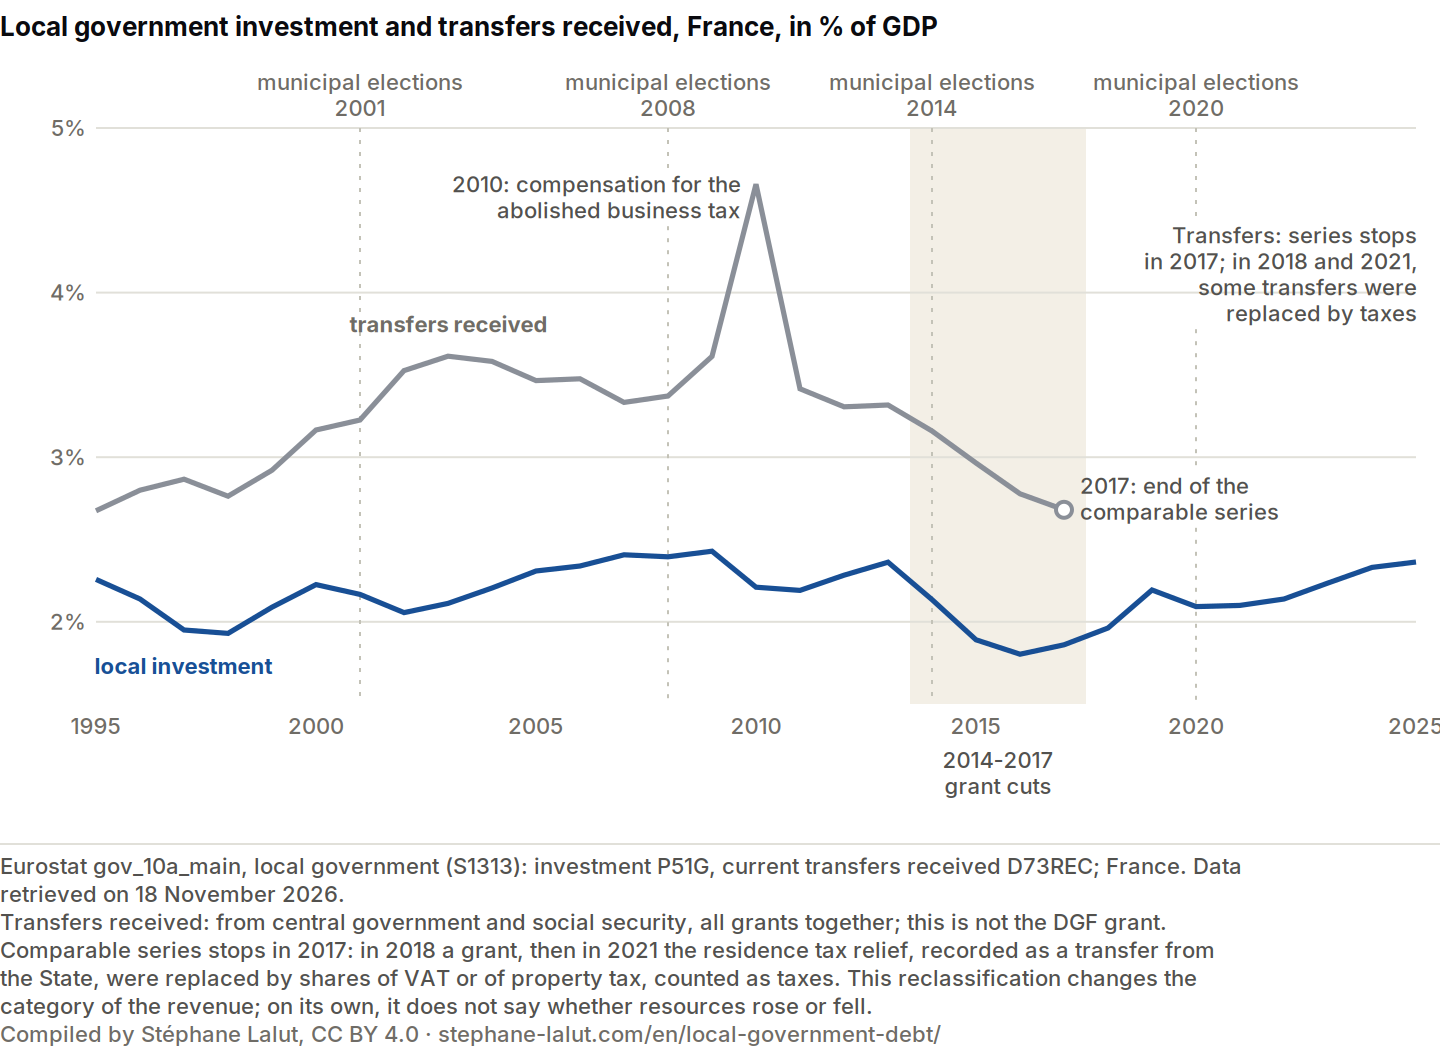 Local government investment and transfers received, France, in % of GDP
municipal elections
2001
municipal elections
2008
municipal elections
2014
municipal elections
2020
5%
2010: compensation for the
abolished business tax
Transfers: series stops
in 2017; in 2018 and 2021,
some transfers were
replaced by taxes
4%
transfers received
3%
2017: end of the
comparable series
2%
local investment
1995
2000
2005
2010
2015
2020
2025
2014-2017
grant cuts
Eurostat gov_10a_main, local government (S1313): investment P51G, current transfers received D73REC; France. Data
retrieved on 18 November 2026.
Transfers received: from central government and social security, all grants together; this is not the DGF grant.
Comparable series stops in 2017: in 2018 a grant, then in 2021 the residence tax relief, recorded as a transfer from
the State, were replaced by shares of VAT or of property tax, counted as taxes. This reclassification changes the
category of the revenue; on its own, it does not say whether resources rose or fell.
Compiled by Stéphane Lalut, CC BY 4.0 · stephane-lalut.com/en/local-government-debt/